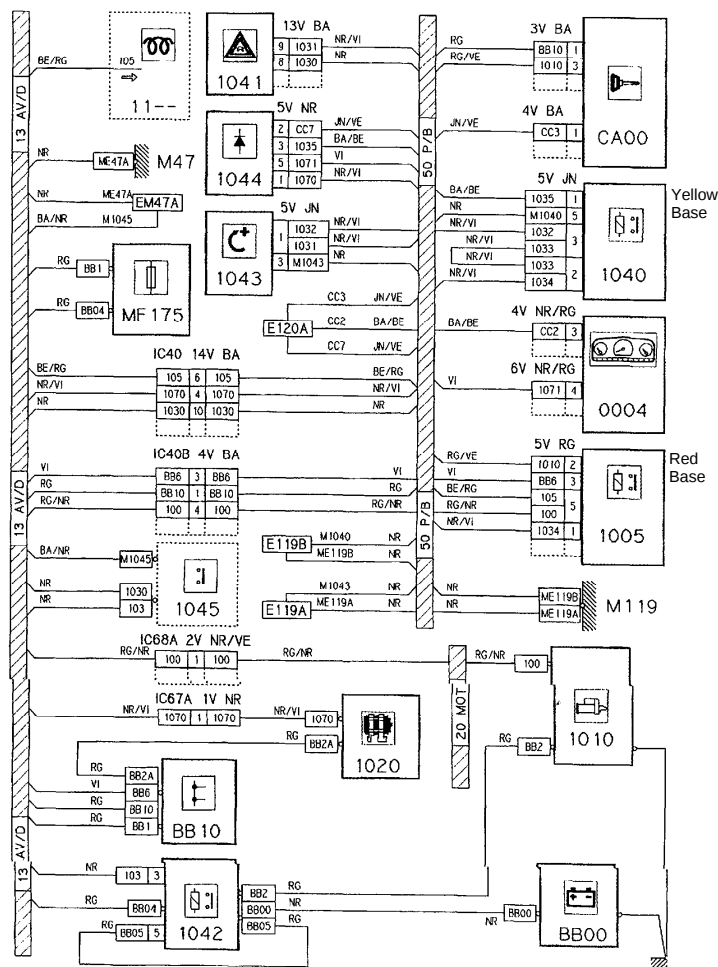 13V BA
3V BA
BE/RG 105
11--
9 1031 NR/VI
8 1030 NR
1041
RG BB10 1
RG/VE 1010 3
4V BA
JN/VE CC3 1
CA00
13 AV/D
50 P/B
5V NR
2 CC7 JN/VE
3 1035 BA/BE
5 1071 VI
1 1070 NR/VI
1044
NR ME47A M47
NR ME47A EM47A
BA/NR M1045
5V JN
1 1032 NR/VI
1031 NR/VI
3 M1043 NR
1043
5V JN
BA/BE 1035 1
NR M1040 5
NR/VI 1032 3
NR/VI 1033
NR/VI 1033 2
NR/VI 1034
1040
Yellow
Base
RG BB1
RG BB04
MF175
CC3 JN/VE
E120A CC2 BA/BE
CC7 JN/VE
4V NR/RG
BA/BE CC2 3
6V NR/RG
VI 1071 4
0004
IC40 14V BA
BE/RG 105 6 105 BE/RG
NR/VI 1070 4 1070 NR/VI
NR 1030 10 1030 NR
IC40B 4V BA
VI BB6 3 BB6 VI
RG BB10 1 BB10 RG
RG/NR 100 4 100 RG/NR
5V RG
RG/VE 1010 2
VI BB6 3
BE/RG 105 5
RG/NR 100
NR/VI 1034 1
1005
Red
Base
13 AV/D
50 P/B
BA/NR M1045
NR 1030
NR 103
1045
E119B M1040 NR
ME119B NR
M1043 NR
E119A ME119A NR
NR ME119B
NR ME119A
M119
IC68A 2V NR/VE
RG/NR 100 1 100 RG/NR
RG/NR 100
20 MOT
1010
IC67A 1V NR
NR/VI 1070 1 1070 NR/VI 1070
RG BB2A
1020
RG BB2
RG BB2A
VI BB6
RG BB10
RG BB1
BB10
13 AV/D
NR 103 3
RG BB04
RG BB05 5
1042
BB2 RG
BB00 NR
BB05 RG
NR BB00
BB00